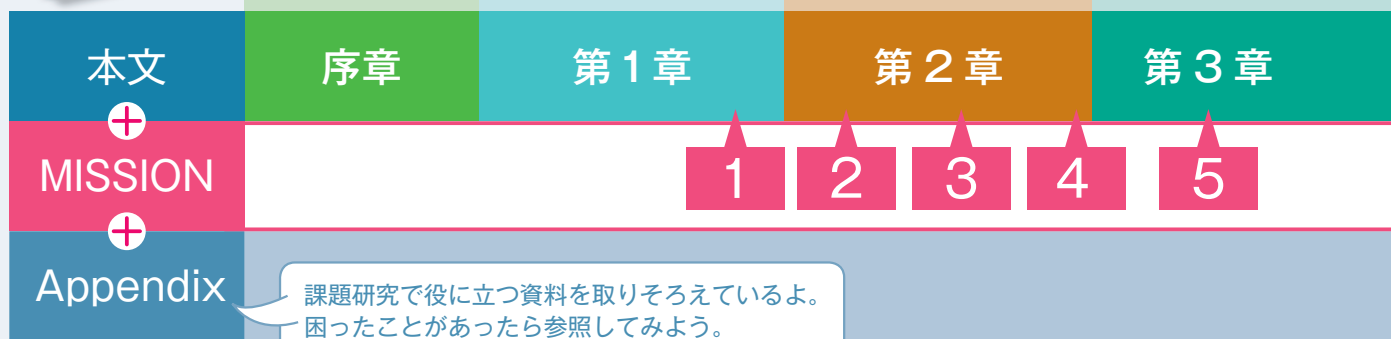 本文
序章
第1章
第2章
第3章
+
MISSION
1
2
3
4
5
+
Appendix
課題研究で役に立つ資料を取りそろえているよ。
困ったことがあったら参照してみよう。